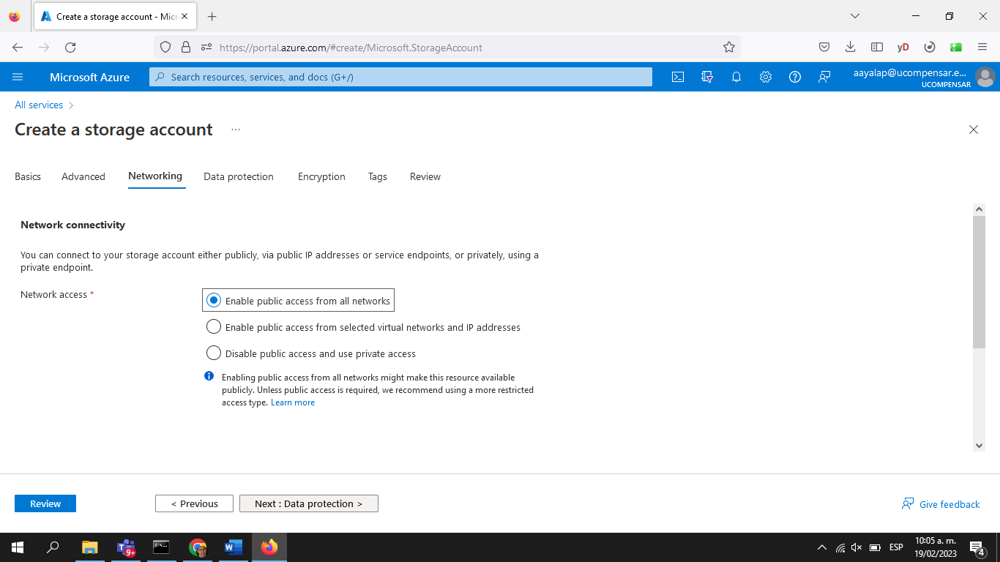 Create a storage account - Micr
https://portal.azure.com/#create/Microsoft.StorageAccount
yD
Microsoft Azure
Search resources, services, and docs (G+/)
aayalap@ucompensar.e...
UCOMPENSAR
All services >
Create a storage account ...
Basics Advanced Networking Data protection Encryption Tags Review
Network connectivity
You can connect to your storage account either publicly, via public IP addresses or service endpoints, or privately, using a
private endpoint.
Network access *
Enable public access from all networks
Enable public access from selected virtual networks and IP addresses
Disable public access and use private access
Enabling public access from all networks might make this resource available
publicly. Unless public access is required, we recommend using a more restricted
access type. Learn more
Review
< Previous
Next : Data protection >
Give feedback
9+
ESP
10:05 a. m.
19/02/2023
4